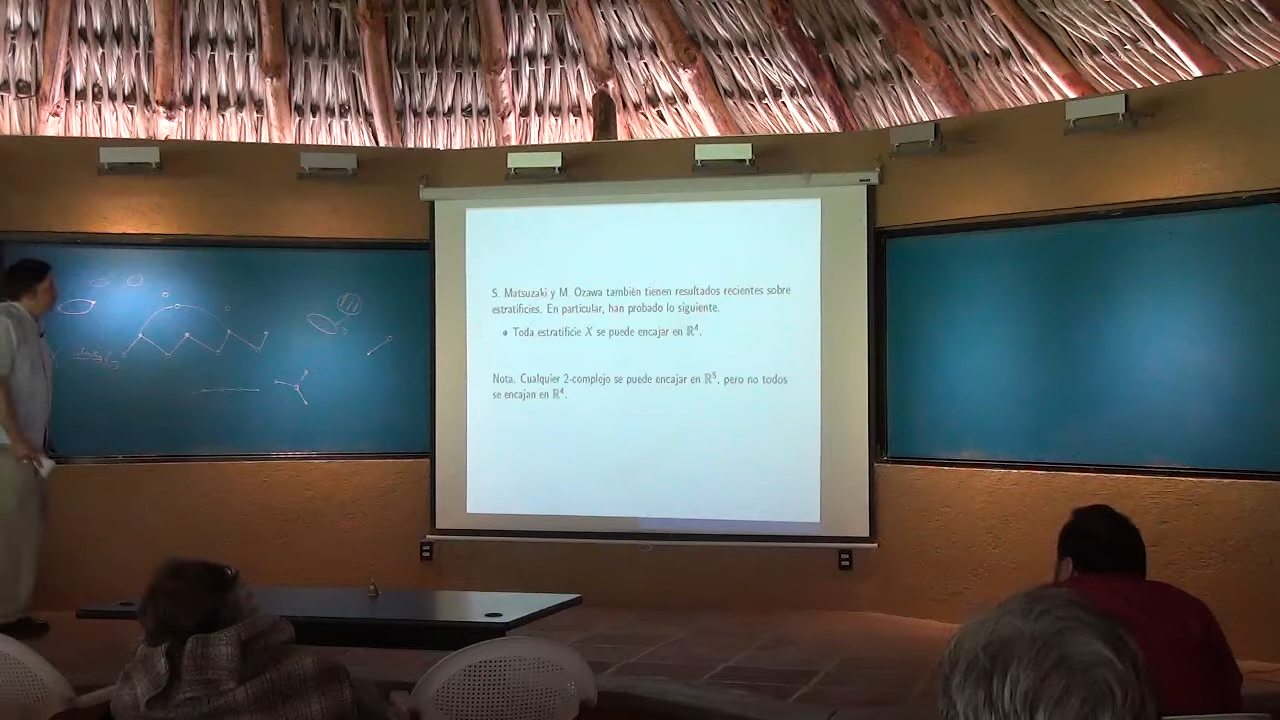 S. Matsuzaki y M. Ozawa también tienen resultados recientes sobre
estratificies. En particular, han probado lo siguiente.
• Toda estratificie X se puede encajar en ℝ⁴.
Nota. Cualquier 2-complejo se puede encajar en ℝ⁵, pero no todos
se encajan en ℝ⁴.